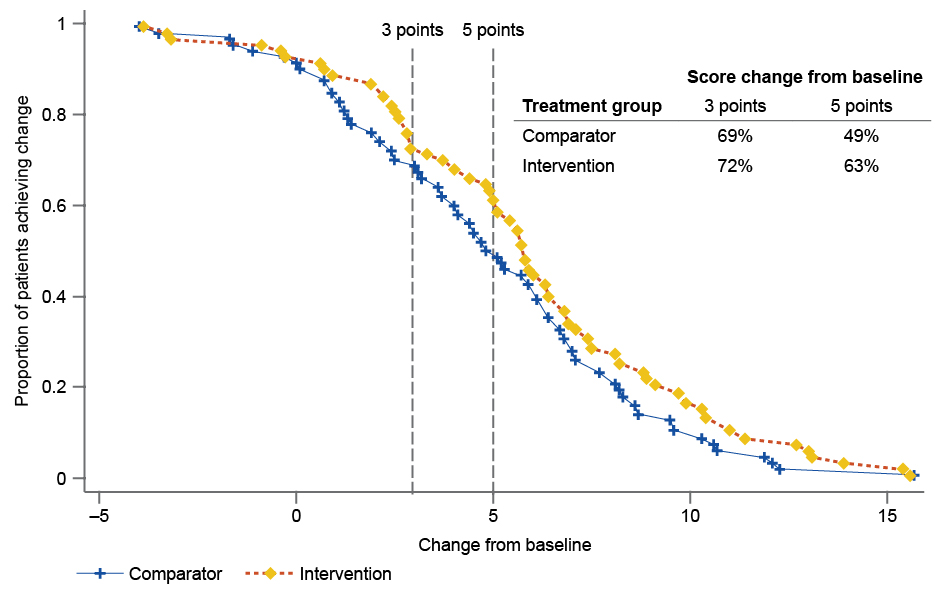 3 points 5 points
Score change from baseline
Treatment group 3 points 5 points
Comparator 69% 49%
Intervention 72% 63%
Proportion of patients achieving change
1
0.8
0.6
0.4
0.2
0
–5 0 5 10 15
Change from baseline
Comparator Intervention